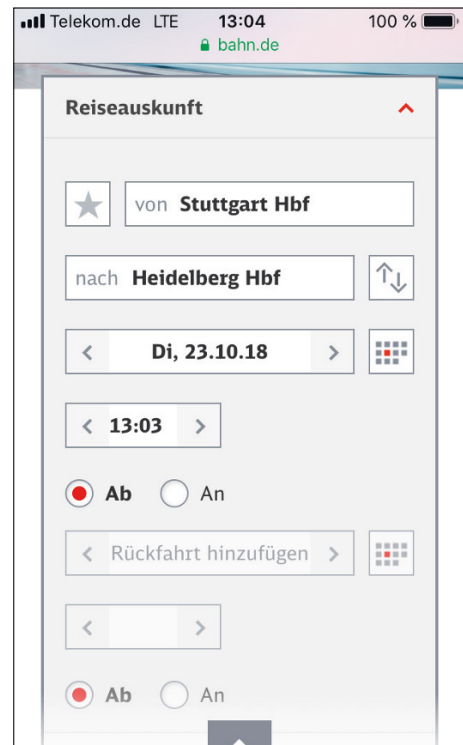 Telekom.de LTE 13:04 100 %
bahn.de
Reiseauskunft
von Stuttgart Hbf
nach Heidelberg Hbf
Di, 23.10.18
13:03
Ab An
Rückfahrt hinzufügen
Ab An